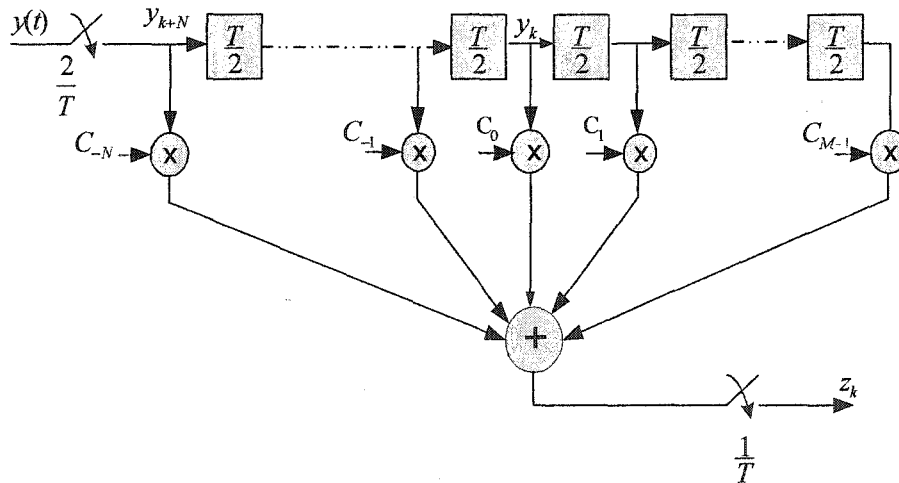 y(t)
y_{k+N}
T/2
T/2
y_k
T/2
T/2
T/2
2/T
C_{-N}
x
C_{-1}
x
C_0
x
C_1
x
C_{M-1}
x
+
z_k
1/T